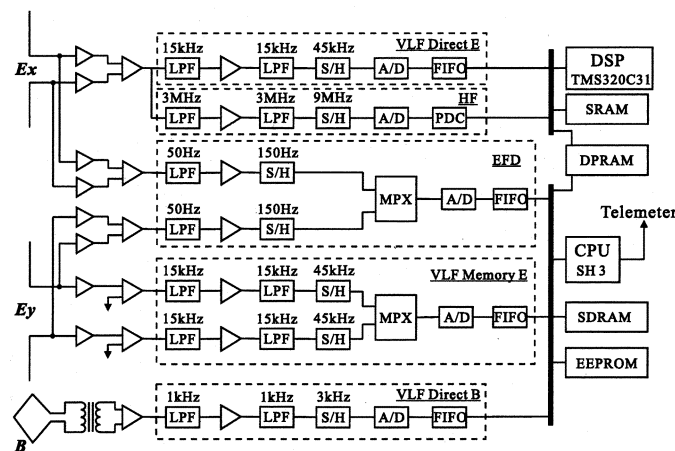 15kHz 15kHz 45kHz VLF Direct E
Ex LPF LPF S/H A/D FIFO DSP
TMS320C31
3MHz 3MHz 9MHz HF
LPF LPF S/H A/D PDC SRAM
50Hz 150Hz EFD
LPF S/H DPRAM
MPX A/D FIFO
50Hz 150Hz Telemeter
LPF S/H
CPU
SH 3
15kHz 15kHz 45kHz VLF Memory E
LPF LPF S/H
Ey MPX A/D FIFO SDRAM
15kHz 15kHz 45kHz
LPF LPF S/H
EEPROM
1kHz 1kHz 3kHz VLF Direct B
LPF LPF S/H A/D FIFO
B